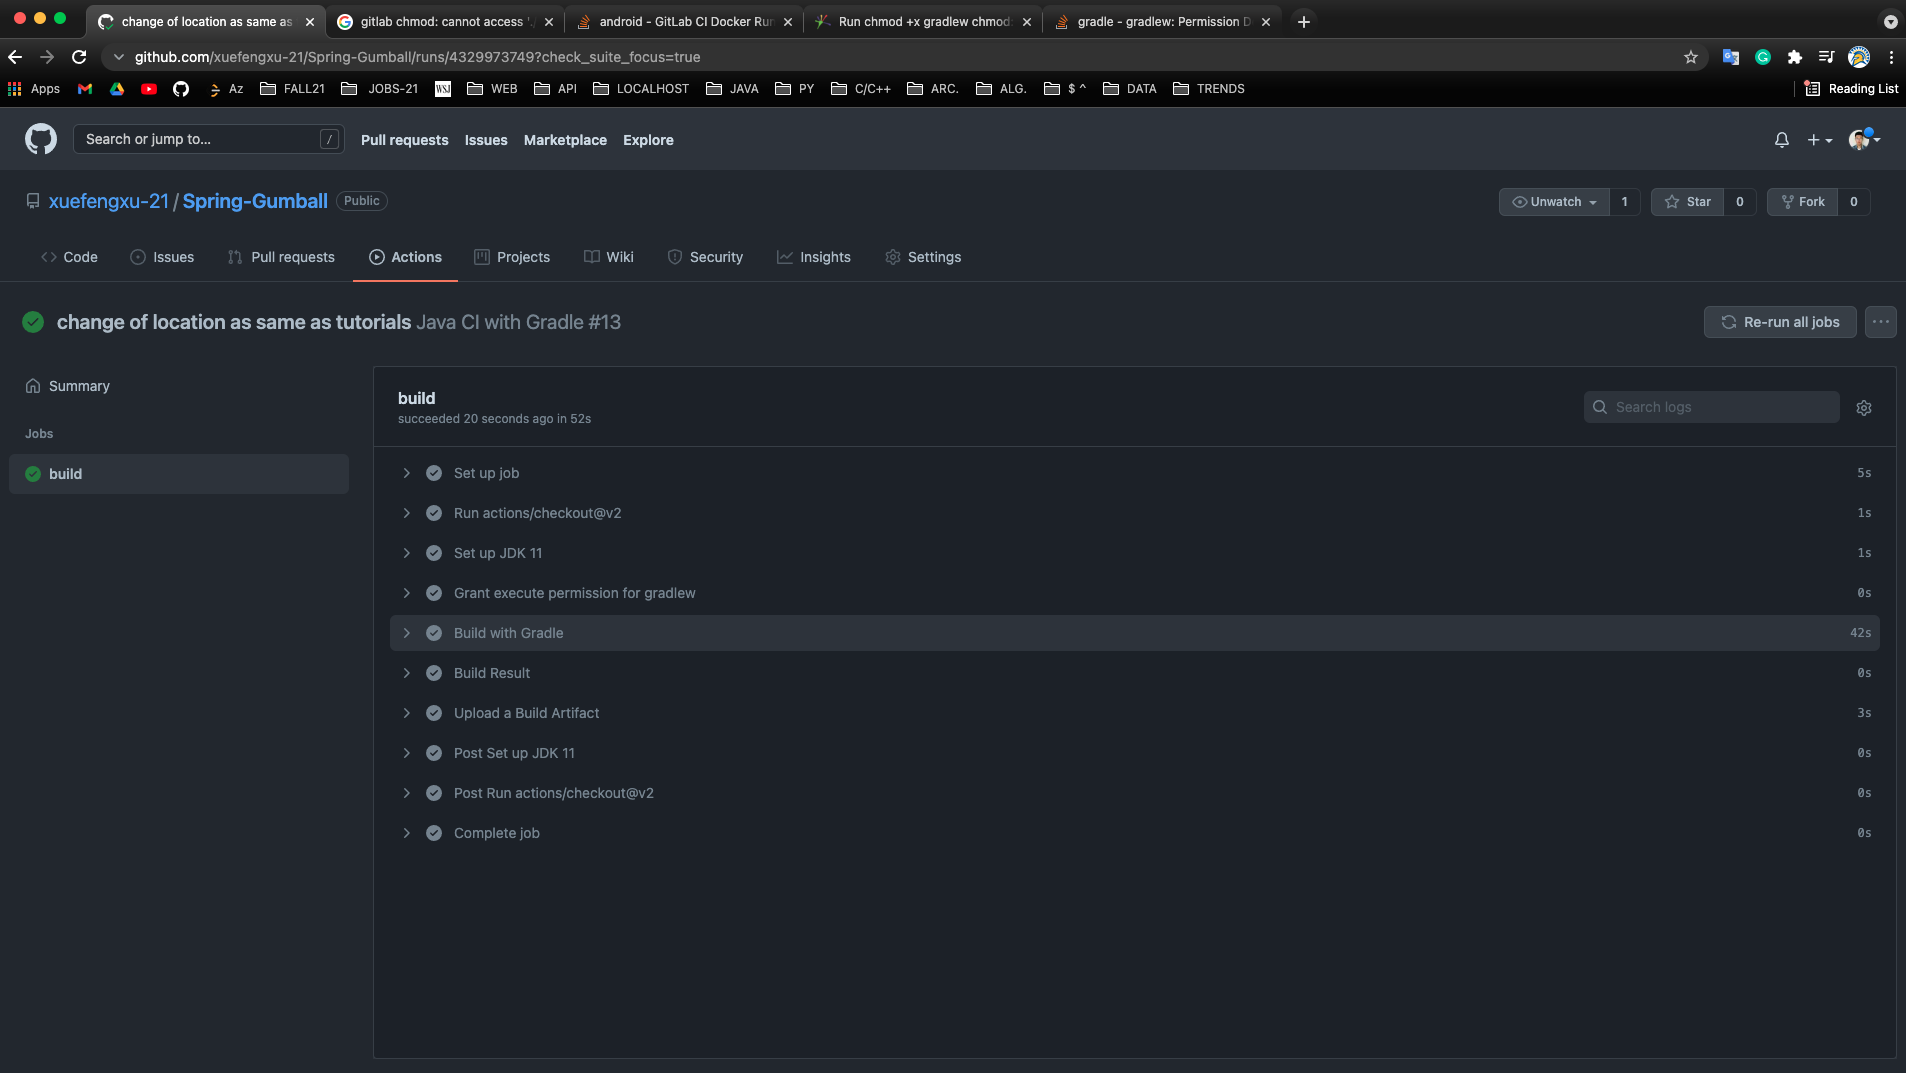 change of location as same as
gitlab chmod: cannot access '.
android - GitLab CI Docker Run
Run chmod +x gradlew chmod:
gradle - gradlew: Permission D
github.com/xuefengxu-21/Spring-Gumball/runs/4329973749?check_suite_focus=true
Apps
Az
FALL21
JOBS-21
WSJ
WEB
API
LOCALHOST
JAVA
PY
C/C++
ARC.
ALG.
$ ^
DATA
TRENDS
Reading List
Search or jump to...
/
Pull requests
Issues
Marketplace
Explore
xuefengxu-21 / Spring-Gumball
Public
Unwatch
1
Star
0
Fork
0
Code
Issues
Pull requests
Actions
Projects
Wiki
Security
Insights
Settings
change of location as same as tutorials Java CI with Gradle #13
Re-run all jobs
...
Summary
Jobs
build
build
succeeded 20 seconds ago in 52s
Search logs
Set up job 5s
Run actions/checkout@v2 1s
Set up JDK 11 1s
Grant execute permission for gradlew 0s
Build with Gradle 42s
Build Result 0s
Upload a Build Artifact 3s
Post Set up JDK 11 0s
Post Run actions/checkout@v2 0s
Complete job 0s